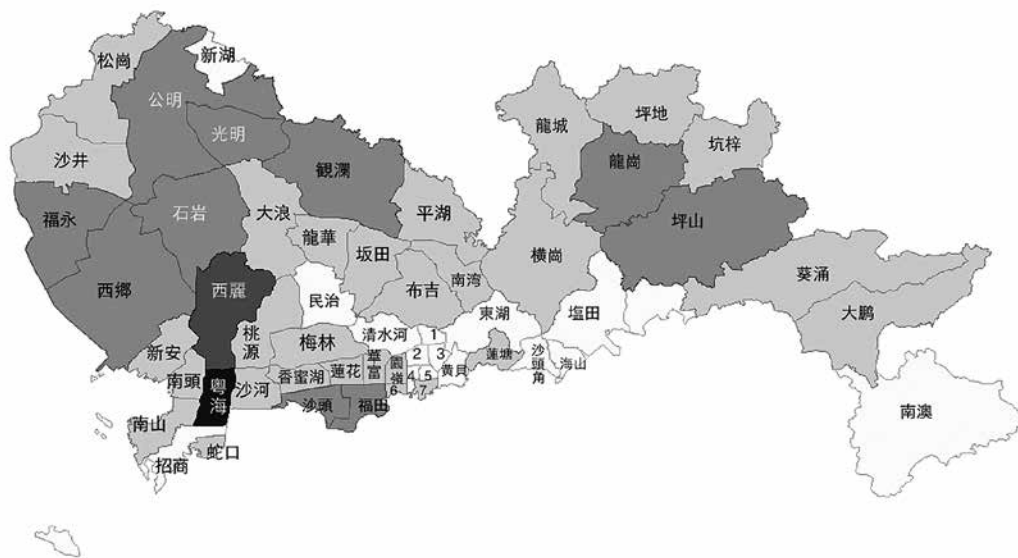 新湖
松崗
公明
光明
沙井
龍城
坪地
坑梓
龍崗
観瀾
福永
石岩
大浪
平湖
坪山
龍華
坂田
南湾
横崗
葵涌
西郷
西麗
民治
布吉
東湖
塩田
大鵬
新安
桃源
梅林
清水河
1
2
3
華富
園嶺
黄貝
蓮塘
沙頭角
海山
南頭
粤海
沙河
香蜜湖
蓮花
4
5
6
7
沙頭
福田
南山
南澳
蛇口
招商